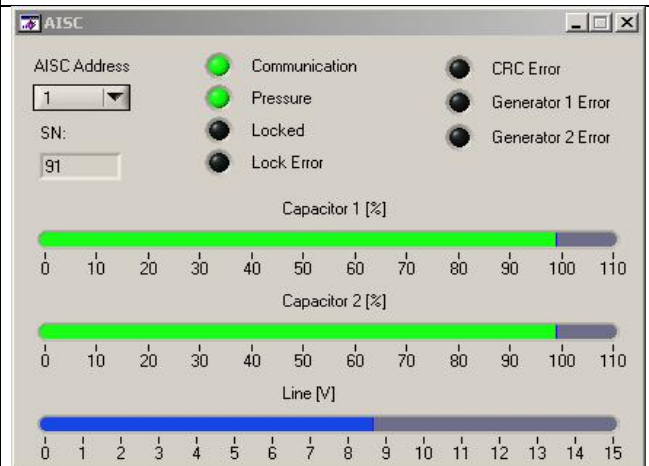 AISC
AISC Address
1
SN:
91
Communication
Pressure
Locked
Lock Error
CRC Error
Generator 1 Error
Generator 2 Error
Capacitor 1 [%]
0 10 20 30 40 50 60 70 80 90 100 110
Capacitor 2 [%]
0 10 20 30 40 50 60 70 80 90 100 110
Line [V]
0 1 2 3 4 5 6 7 8 9 10 11 12 13 14 15